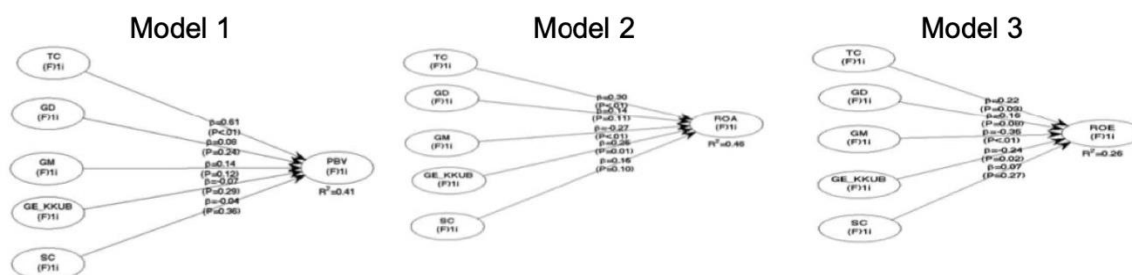 Model 1
TC
(F)1i
GD
(F)1i
GM
(F)1i
GE_KKUB
(F)1i
SC
(F)1i
β=0.61
(P<.01)
β=0.08
(P=0.24)
β=0.14
(P=0.12)
β=-0.07
(P=0.29)
β=-0.04
(P=0.36)
PBV
(F)1i
R²=0.41
Model 2
TC
(F)1i
GD
(F)1i
GM
(F)1i
GE_KKUB
(F)1i
SC
(F)1i
β=0.30
(P<.01)
β=0.14
(P=0.11)
β=-0.27
(P<.01)
β=0.26
(P=0.01)
β=0.16
(P=0.10)
ROA
(F)1i
R²=0.46
Model 3
TC
(F)1i
GD
(F)1i
GM
(F)1i
GE_KKUB
(F)1i
SC
(F)1i
β=0.22
(P=0.03)
β=0.16
(P=0.08)
β=-0.36
(P<.01)
β=-0.24
(P=0.02)
β=0.07
(P=0.27)
ROE
(F)1i
R²=0.26